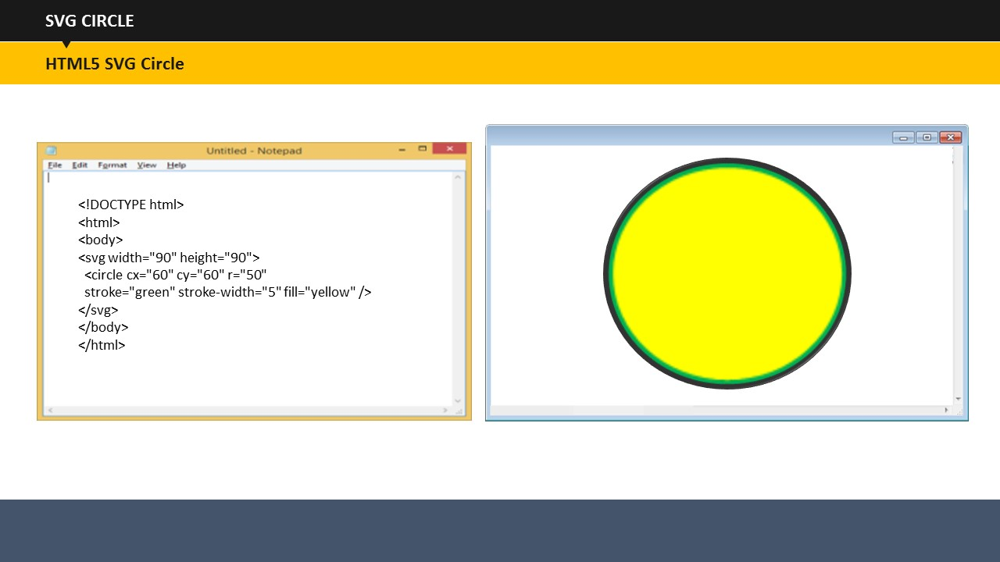 SVG CIRCLE
HTML5 SVG Circle
Untitled - Notepad
File Edit Format View Help
<!DOCTYPE html>
<html>
<body>
<svg width="90" height="90">
<circle cx="60" cy="60" r="50"
stroke="green" stroke-width="5" fill="yellow" />
</svg>
</body>
</html>